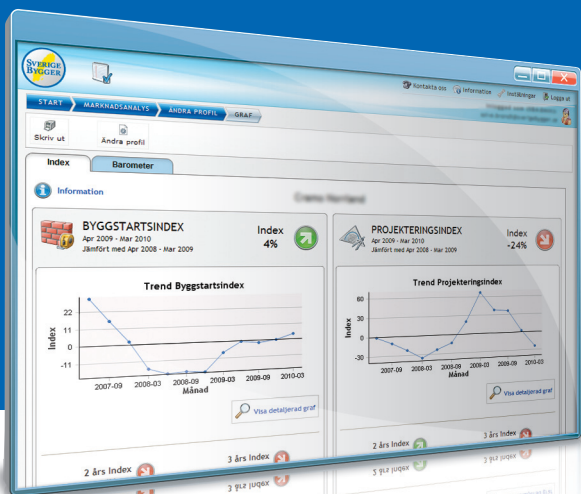 SVERIGE
BYGGER
Kontakta oss Information Inställningar Logga ut
START MARKNADSANALYS ÄNDRA PROFIL GRAF
Skriv ut Ändra profil
Index Barometer
Information
BYGGSTARTSINDEX
Apr 2009 - Mar 2010
Jämfört med Apr 2008 - Mar 2009
Index
4%
PROJEKTERINGSINDEX
Apr 2009 - Mar 2010
Jämfört med Apr 2008 - Mar 2009
Index
-24%
Trend Byggstartsindex
22
11
0
-11
Index
2007-09 2008-03 2008-09 2009-03 2009-09 2010-03
Månad
Visa detaljerad graf
2 års Index 3 års Index
Trend Projekteringsindex
60
30
0
-30
Index
2007-09 2008-03 2008-09 2009-03 2009-09 2010-03
Månad
Visa detaljerad graf
2 års Index 3 års Index